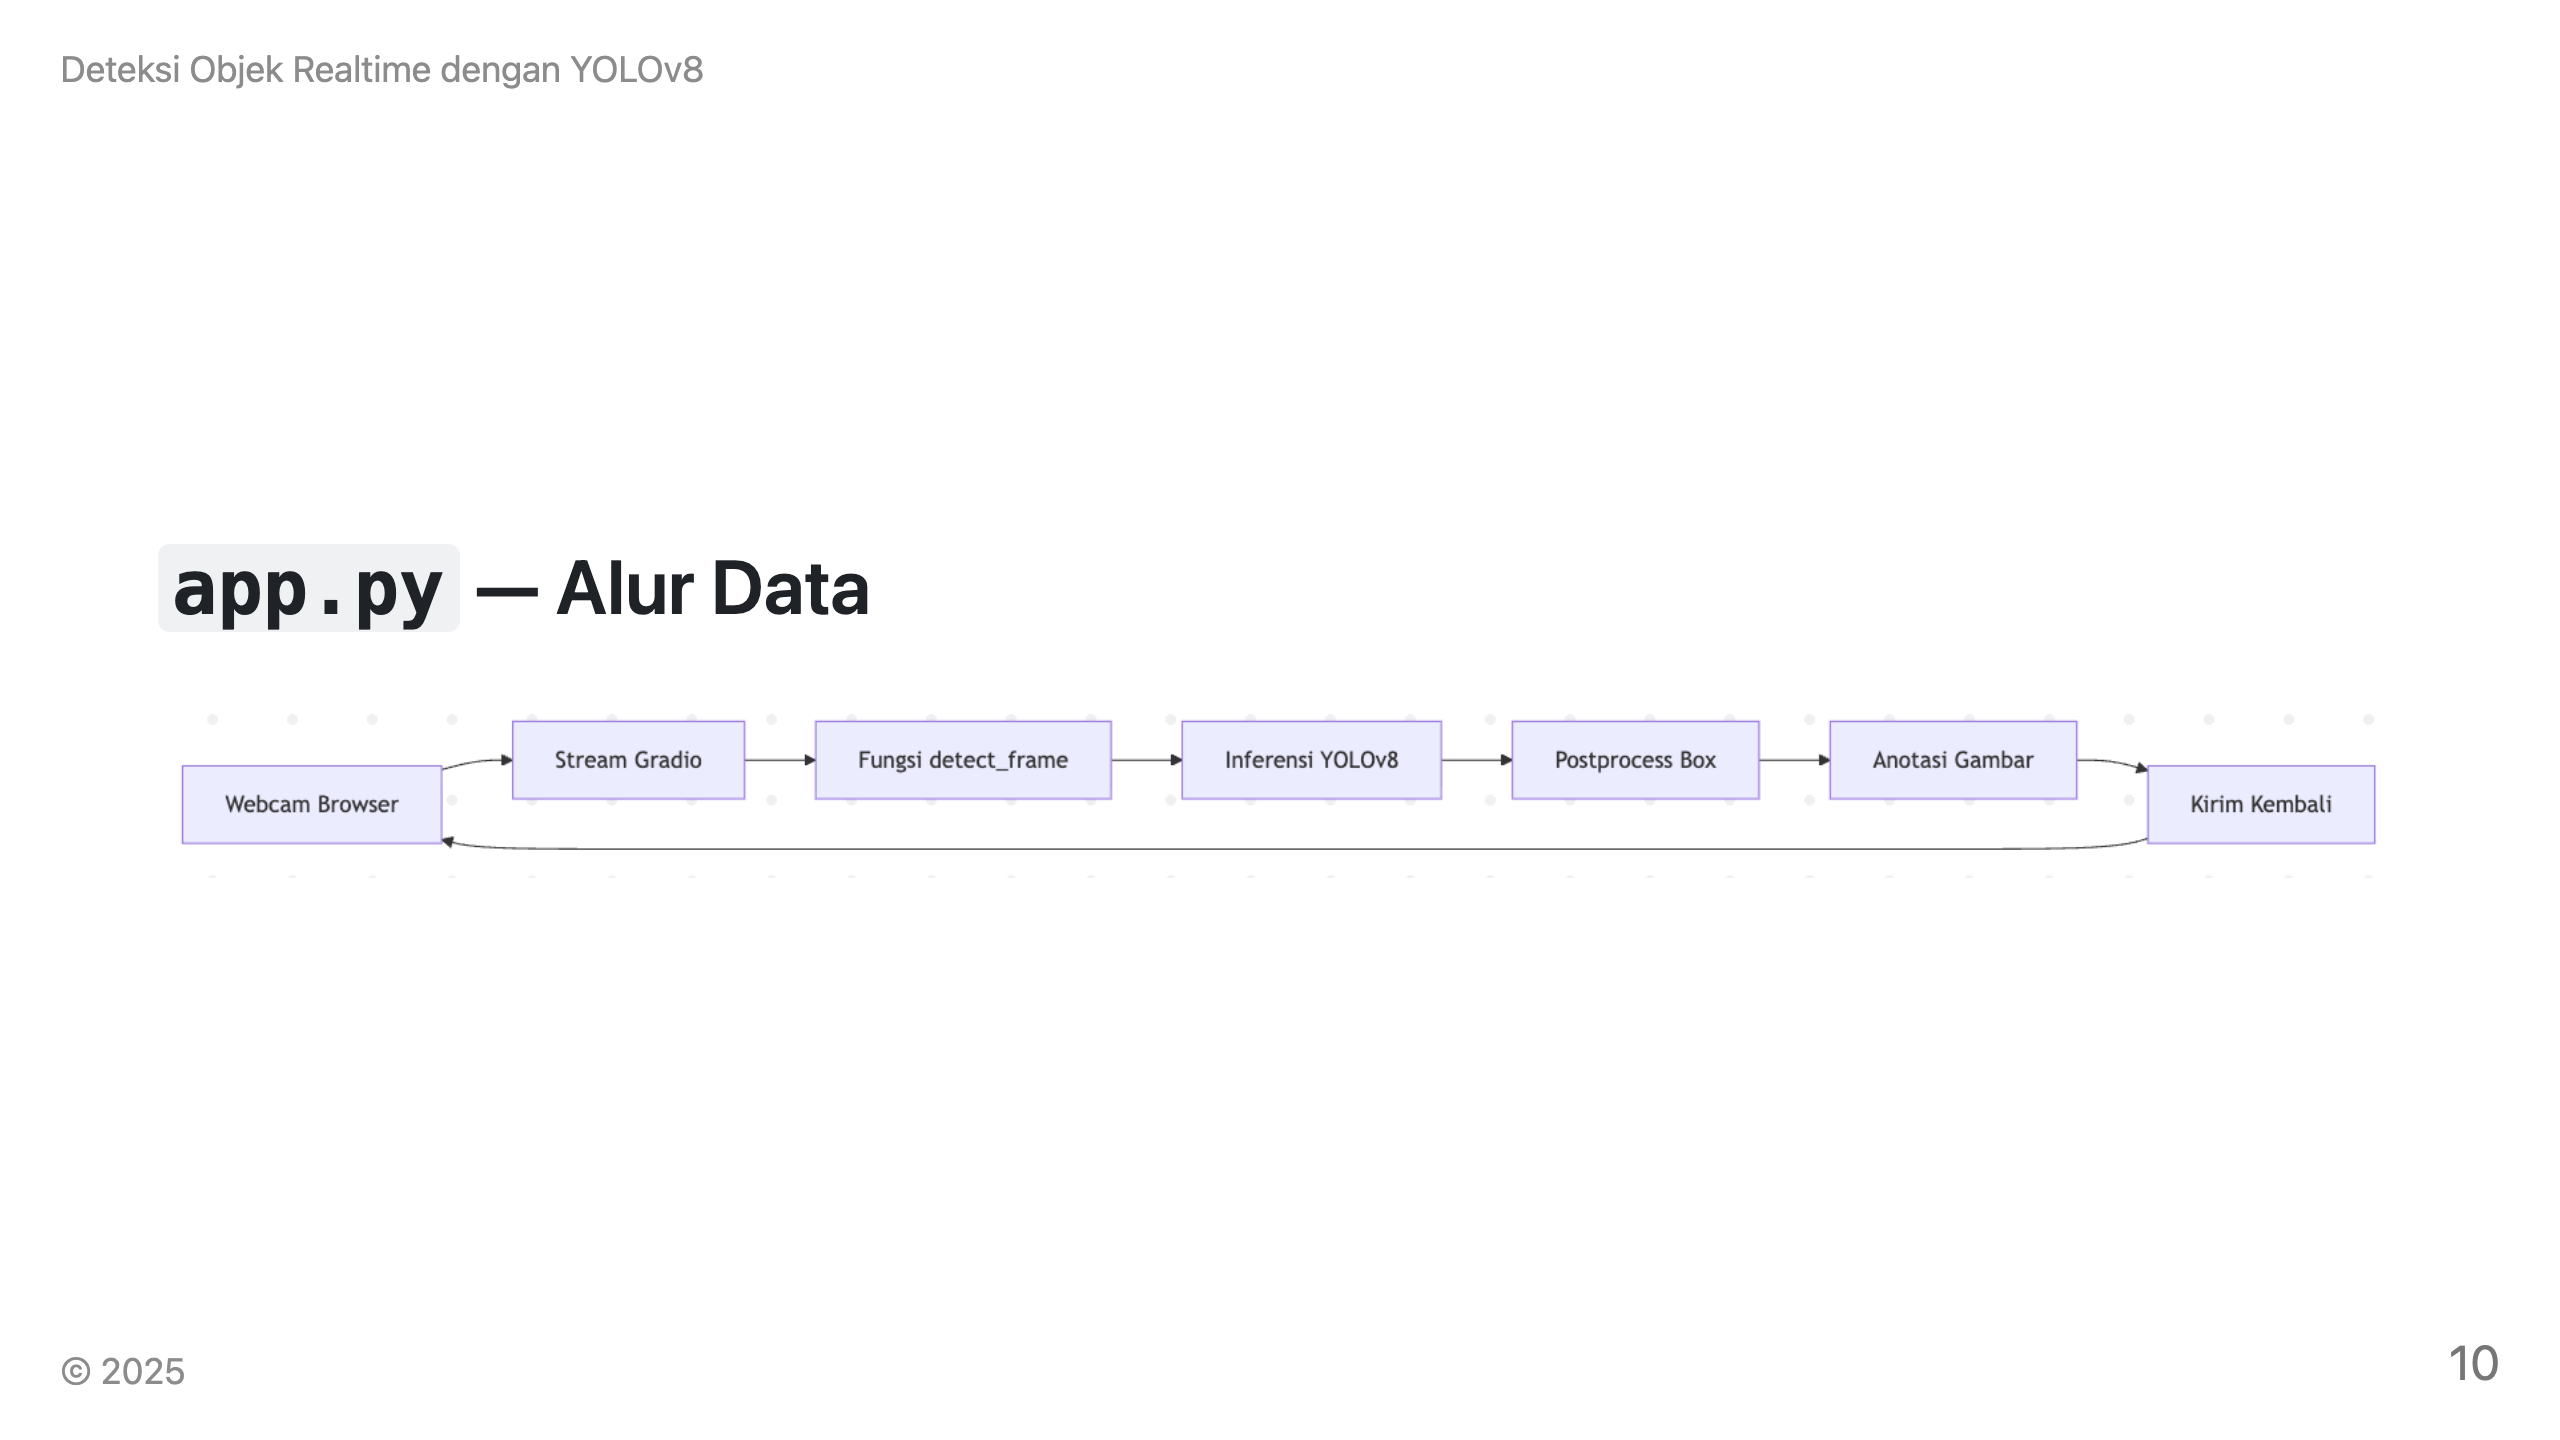 Deteksi Objek Realtime dengan YOLOv8
app.py — Alur Data
Webcam Browser
Stream Gradio
Fungsi detect_frame
Inferensi YOLOv8
Postprocess Box
Anotasi Gambar
Kirim Kembali
© 2025
10